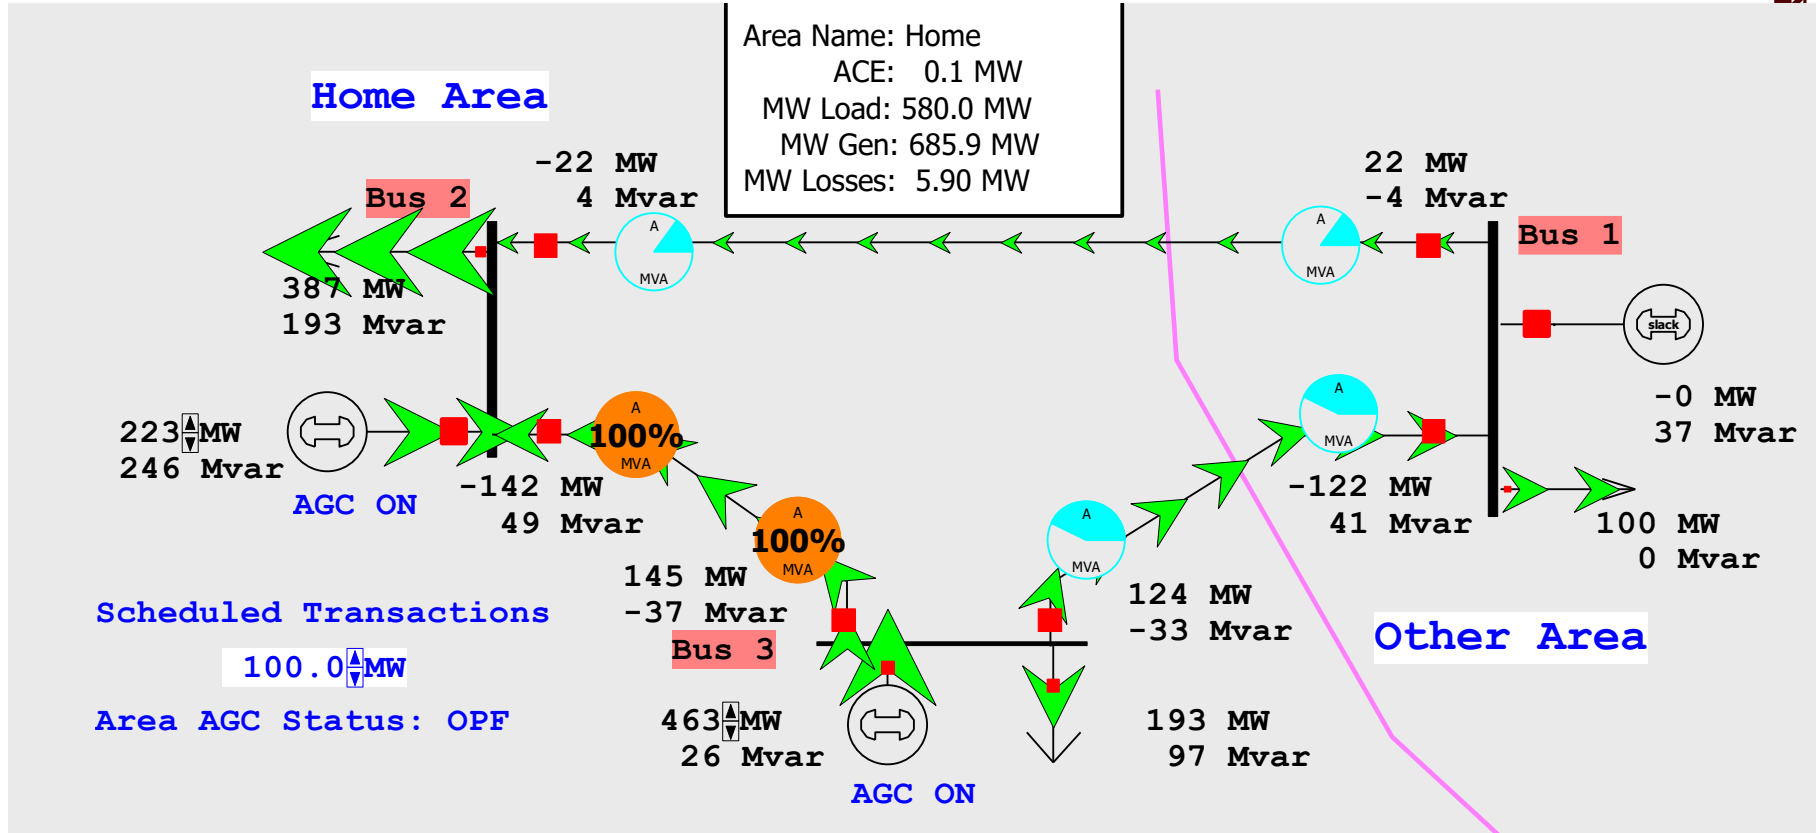 Area Name: Home
ACE: 0.1 MW
MW Load: 580.0 MW
MW Gen: 685.9 MW
MW Losses: 5.90 MW
Home Area
-22 MW
4 Mvar
22 MW
-4 Mvar
Bus 2
Bus 1
A
MVA
A
MVA
387 MW
193 Mvar
slack
-0 MW
37 Mvar
223 MW
246 Mvar
AGC ON
A
100%
MVA
A
MVA
-142 MW
49 Mvar
-122 MW
41 Mvar
A
100%
MVA
A
MVA
100 MW
0 Mvar
145 MW
-37 Mvar
124 MW
-33 Mvar
Scheduled Transactions
100.0 MW
Area AGC Status: OPF
Bus 3
Other Area
463 MW
26 Mvar
193 MW
97 Mvar
AGC ON